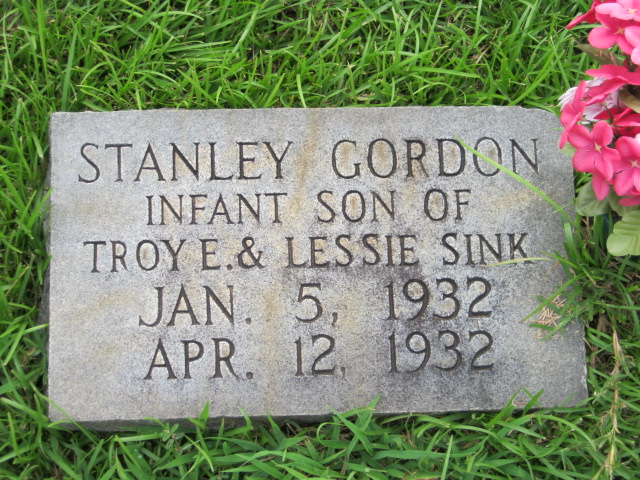 STANLEY GORDON
INFANT SON OF
TROY E. & LESSIE SINK
JAN. 5, 1932
APR. 12, 1932